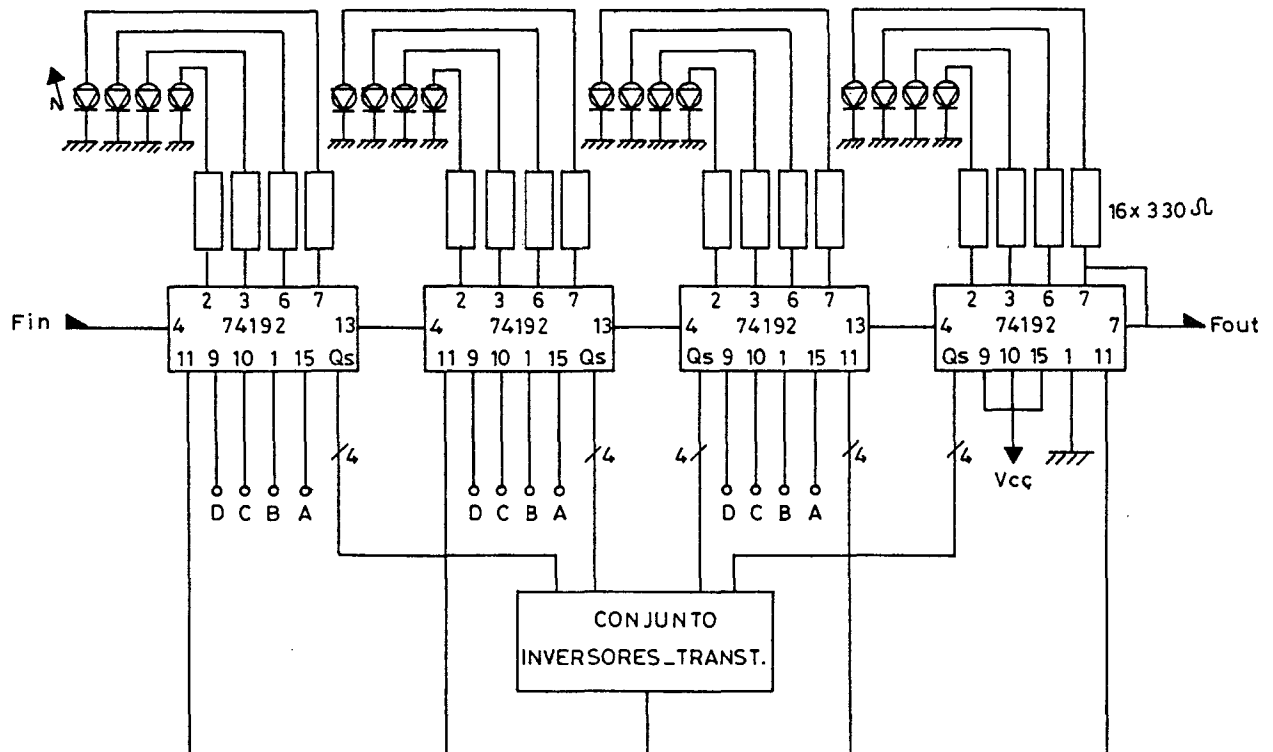 N
16x330Ω
2 3 6 7
2 3 6 7
2 3 6 7
2 3 6 7
Fin
4 74192 13
4 74192 13
4 74192 13
4 74192 7
Fout
11 9 10 1 15 Qs
11 9 10 1 15 Qs
Qs 9 10 1 15 11
Qs 9 10 15 1 11
4
4
4
4
4
Vcç
D C B A
D C B A
D C B A
CONJUNTO
INVERSORES_TRANST.